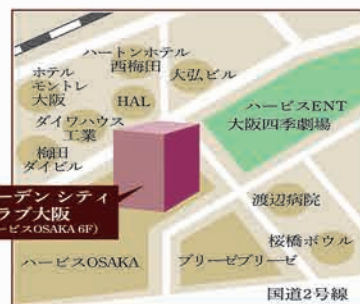 ハートンホテル
西梅田
大弘ビル
ホテル
モントレ
大阪
HAL
ハービスENT
大阪四季劇場
ダイワハウス
工業
梅田
ダイビル
ーデン シティ
ラブ大阪
ービスOSAKA 6F)
渡辺病院
桜橋ボウル
ハービスOSAKA
ブリーゼブリーゼ
国道2号線